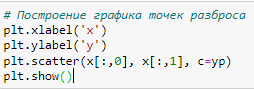 # Построение графика точек разброса
plt.xlabel('x')
plt.ylabel('y')
plt.scatter(x[:,0], x[:,1], c=yp)
plt.show()